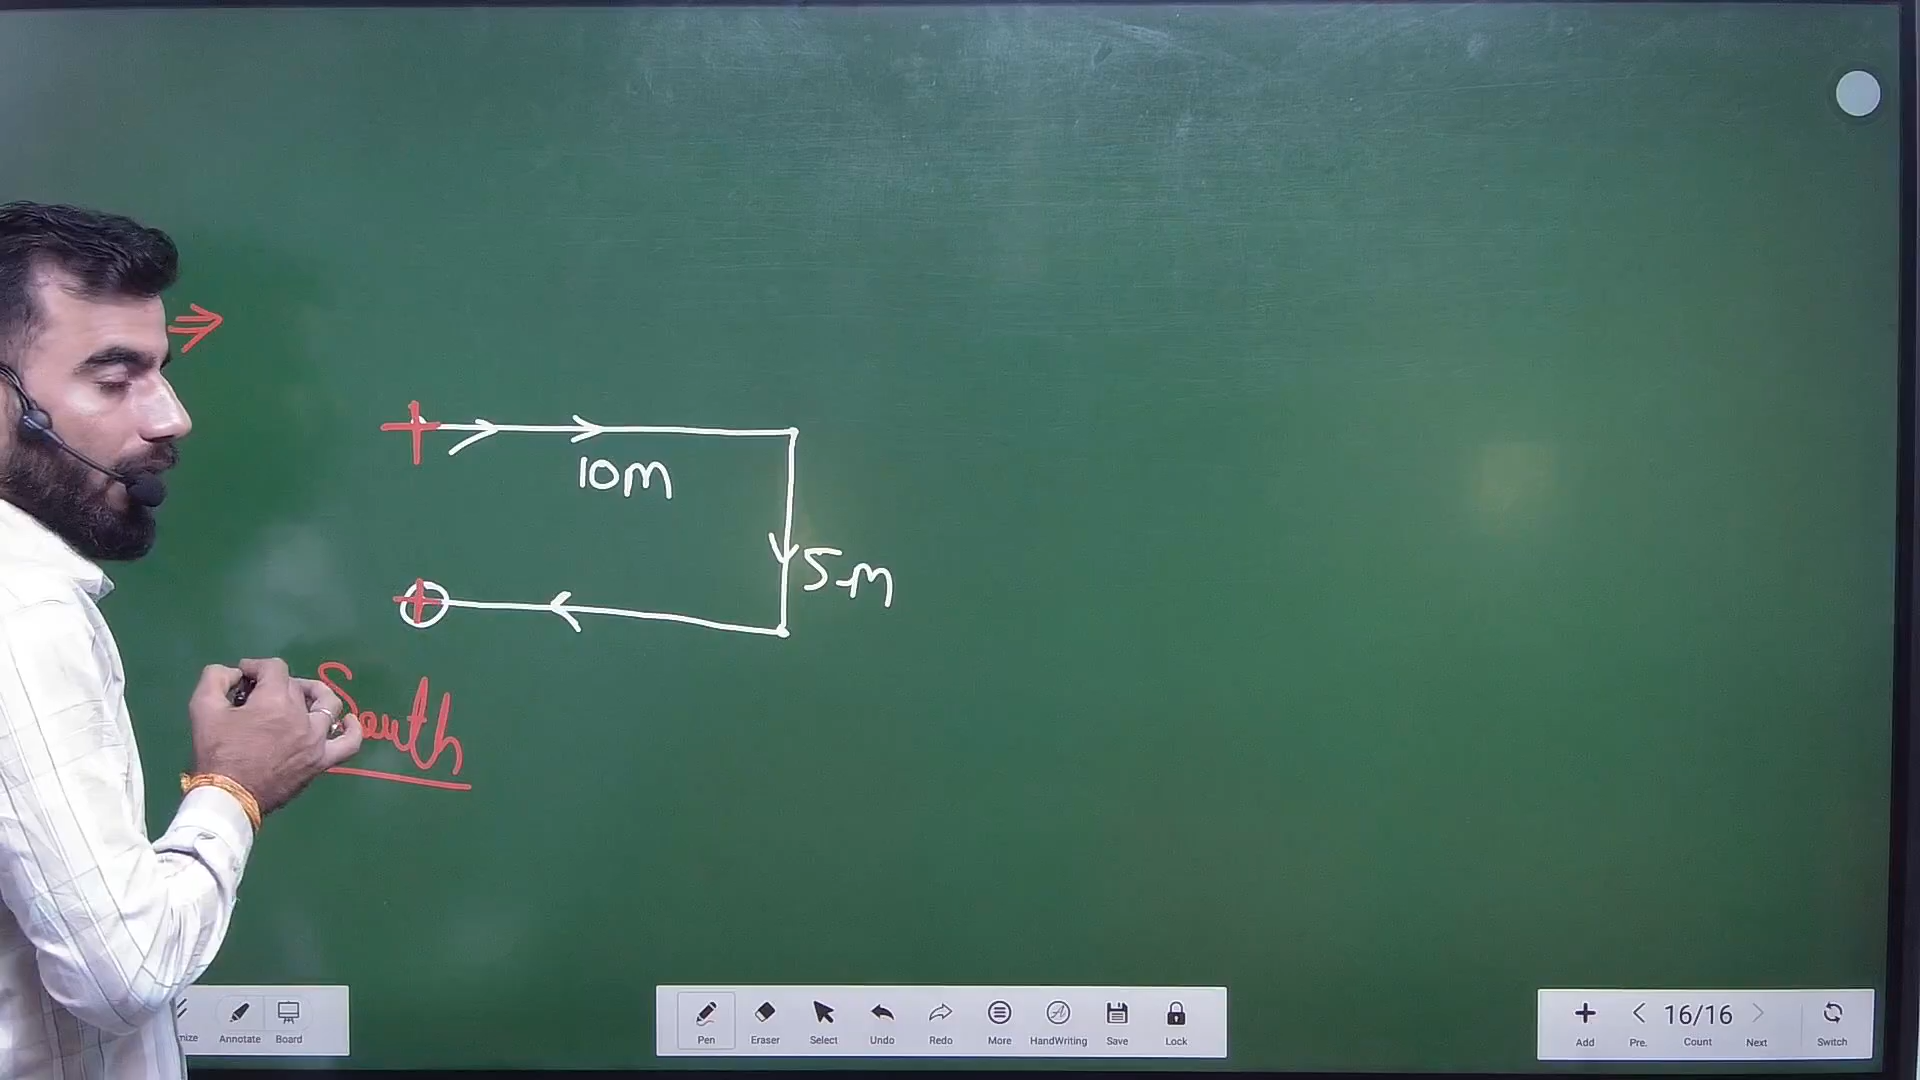 10m
5m
South
Annotate Board
Pen Eraser Select Undo Redo More HandWriting Save Lock
Add Pre. 16/16 Count Next Switch